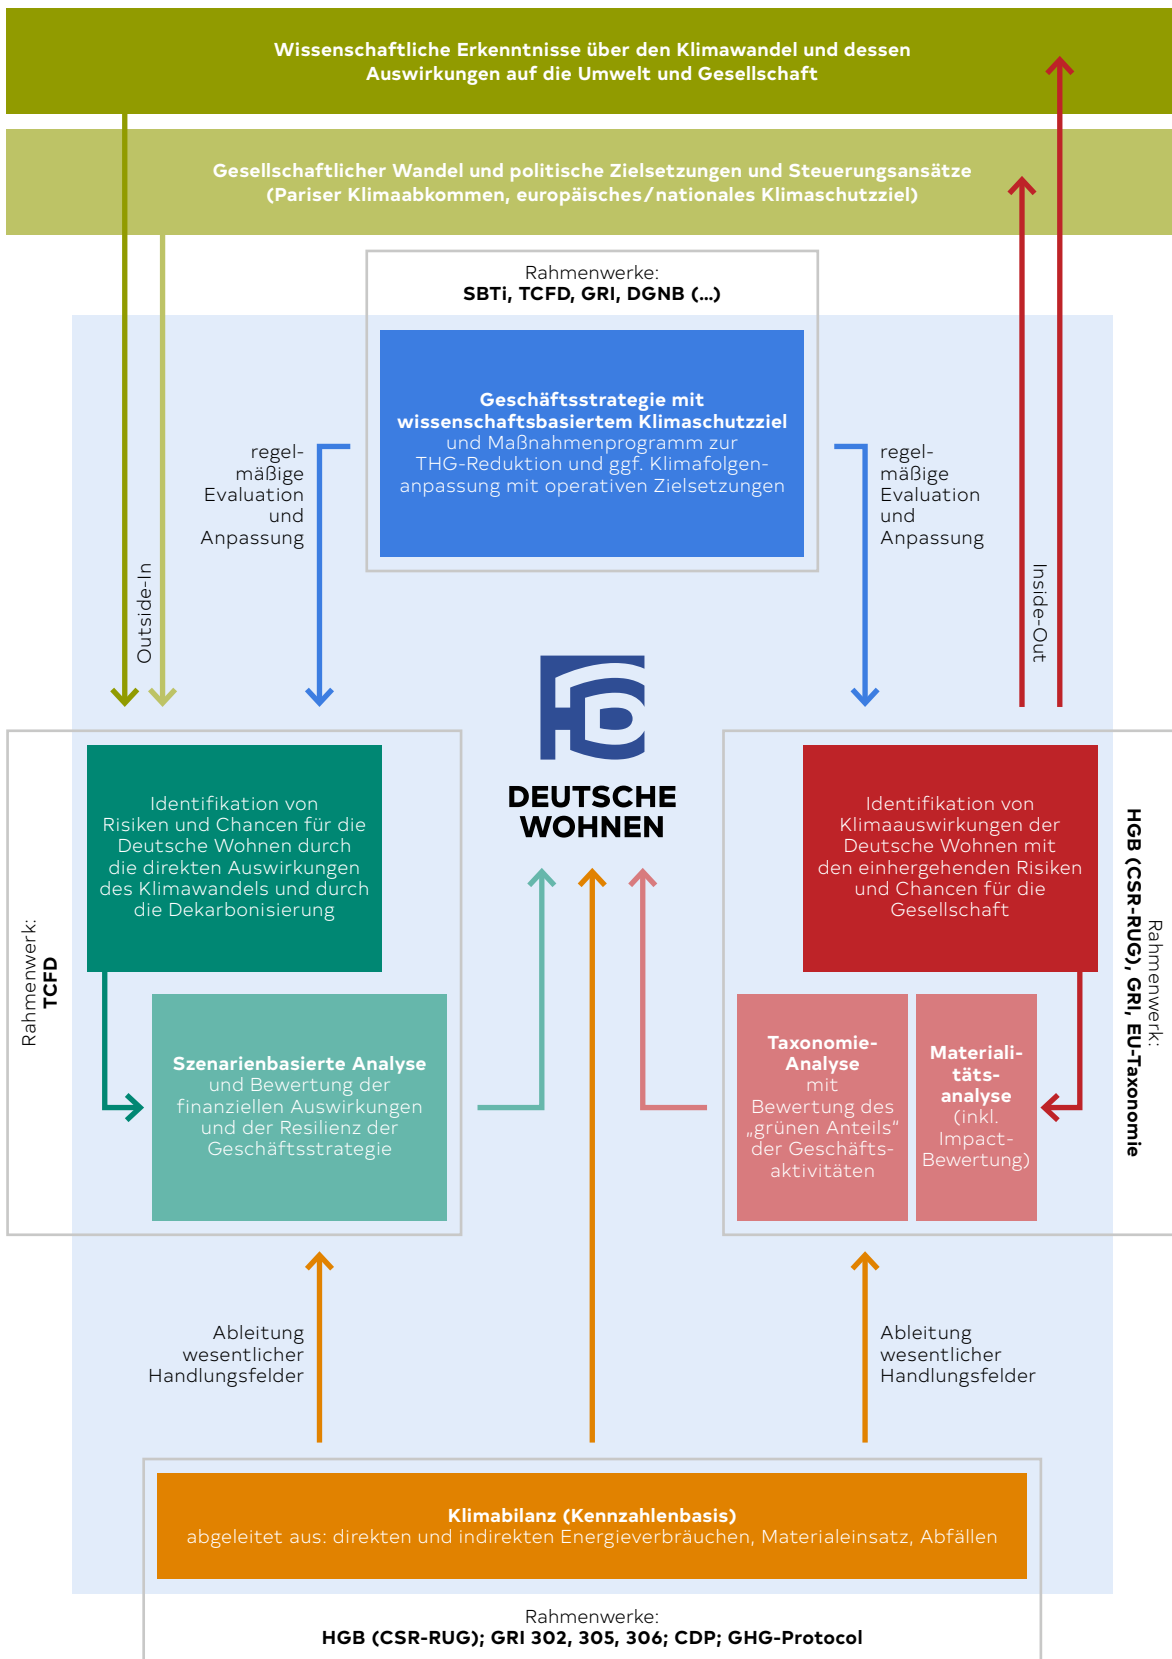 Wissenschaftliche Erkenntnisse über den Klimawandel und dessen
Auswirkungen auf die Umwelt und Gesellschaft
Gesellschaftlicher Wandel und politische Zielsetzungen und Steuerungsansätze
(Pariser Klimaabkommen, europäisches/nationales Klimaschutzziel)
Rahmenwerke:
SBTi, TCFD, GRI, DGNB (...)
Geschäftsstrategie mit
wissenschaftsbasiertem Klimaschutzziel
und Maßnahmenprogramm zur
THG-Reduktion und ggf. Klimafolgen-
anpassung mit operativen Zielsetzungen
regel-
mäßige
Evaluation
und
Anpassung
regel-
mäßige
Evaluation
und
Anpassung
Outside-In
Inside-Out
DEUTSCHE
WOHNEN
Rahmenwerk:
TCFD
Identifikation von
Risiken und Chancen für die
Deutsche Wohnen durch
die direkten Auswirkungen
des Klimawandels und durch
die Dekarbonisierung
Szenarienbasierte Analyse
und Bewertung der
finanziellen Auswirkungen
und der Resilienz der
Geschäftsstrategie
Identifikation von
Klimaauswirkungen der
Deutsche Wohnen mit
den einhergehenden Risiken
und Chancen für die
Gesellschaft
Taxonomie-
Analyse
mit
Bewertung des
„grünen Anteils“
der Geschäfts-
aktivitäten
Materiali-
täts-
analyse
(inkl.
Impact-
Bewertung)
Rahmenwerk:
HGB (CSR-RUG), GRI, EU-Taxonomie
Ableitung
wesentlicher
Handlungsfelder
Ableitung
wesentlicher
Handlungsfelder
Klimabilanz (Kennzahlenbasis)
abgeleitet aus: direkten und indirekten Energieverbräuchen, Materialeinsatz, Abfällen
Rahmenwerke:
HGB (CSR-RUG); GRI 302, 305, 306; CDP; GHG-Protocol